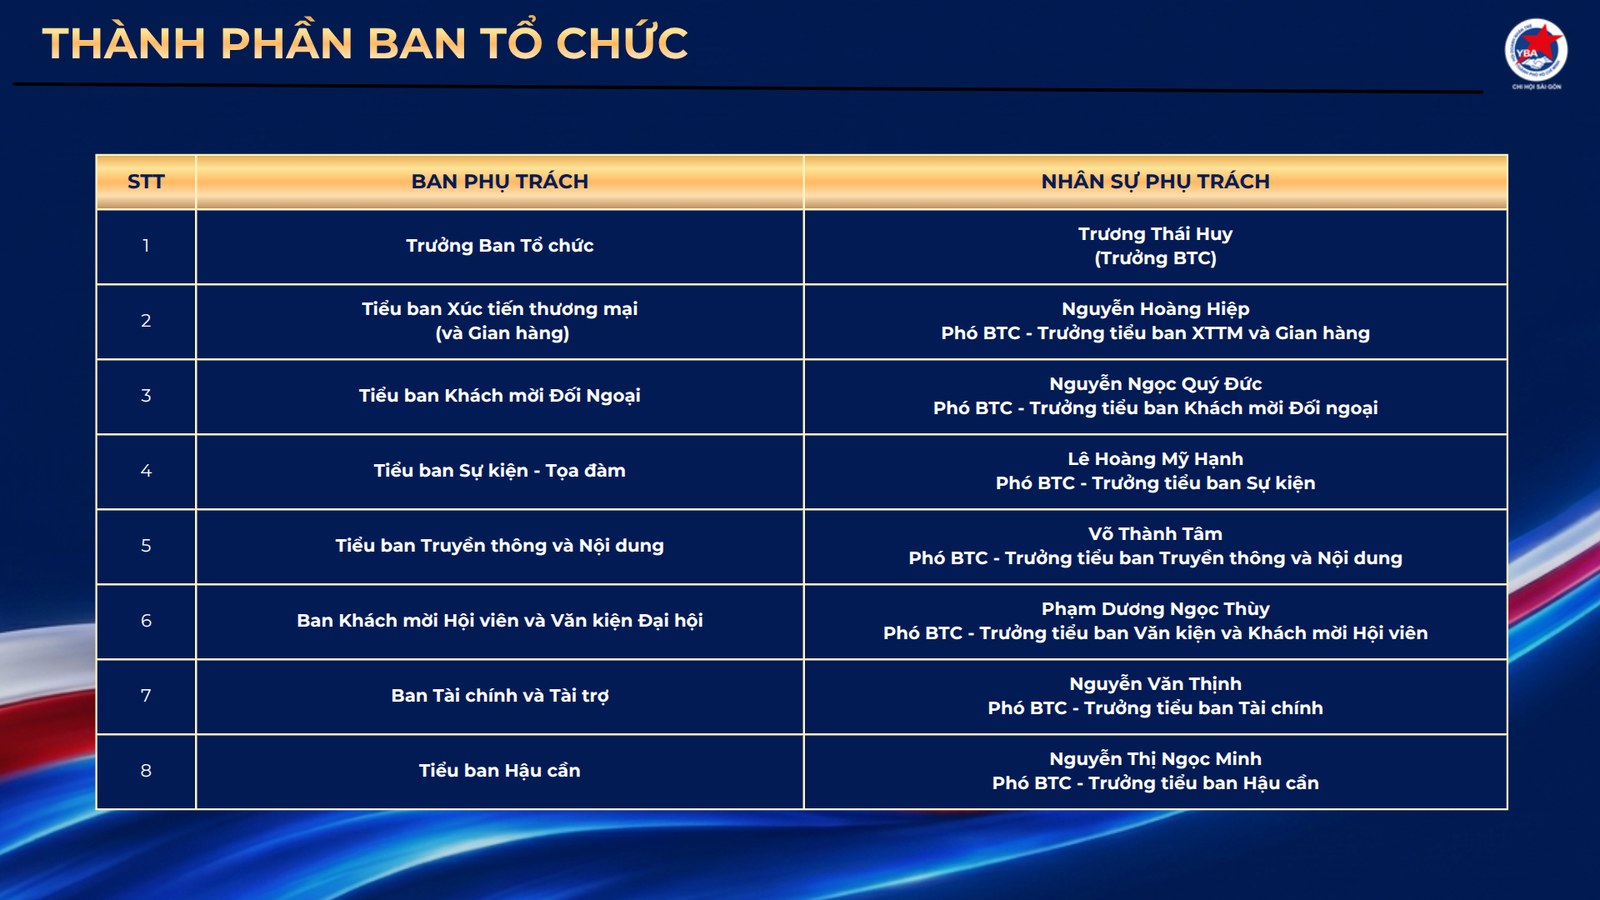 THÀNH PHẦN BAN TỔ CHỨC
YBA
CHI HỘI SÀI GÒN
STT
BAN PHỤ TRÁCH
NHÂN SỰ PHỤ TRÁCH
1
Trưởng Ban Tổ chức
Trương Thái Huy
(Trưởng BTC)
2
Tiểu ban Xúc tiến thương mại
(và Gian hàng)
Nguyễn Hoàng Hiệp
Phó BTC - Trưởng tiểu ban XTTM và Gian hàng
3
Tiểu ban Khách mời Đối Ngoại
Nguyễn Ngọc Quý Đức
Phó BTC - Trưởng tiểu ban Khách mời Đối ngoại
4
Tiểu ban Sự kiện - Tọa đàm
Lê Hoàng Mỹ Hạnh
Phó BTC - Trưởng tiểu ban Sự kiện
5
Tiểu ban Truyền thông và Nội dung
Võ Thành Tâm
Phó BTC - Trưởng tiểu ban Truyền thông và Nội dung
6
Ban Khách mời Hội viên và Văn kiện Đại hội
Phạm Dương Ngọc Thùy
Phó BTC - Trưởng tiểu ban Văn kiện và Khách mời Hội viên
7
Ban Tài chính và Tài trợ
Nguyễn Văn Thịnh
Phó BTC - Trưởng tiểu ban Tài chính
8
Tiểu ban Hậu cần
Nguyễn Thị Ngọc Minh
Phó BTC - Trưởng tiểu ban Hậu cần